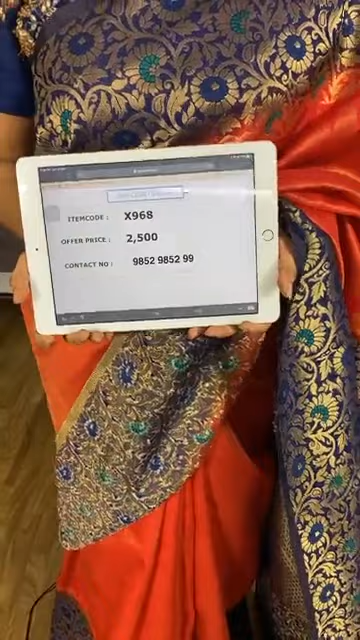 ITEMCODE : X968
OFFER PRICE : 2,500
CONTACT NO : 9852 9852 99